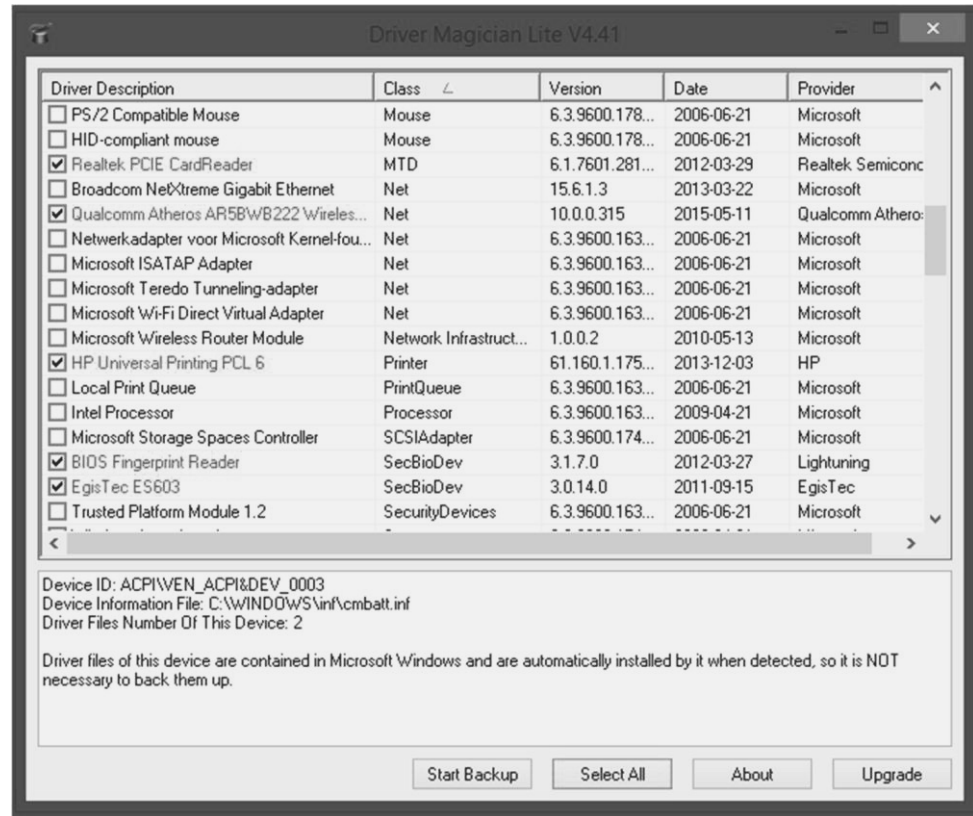 Driver Magician Lite V4.41
Driver Description Class Version Date Provider
PS/2 Compatible Mouse Mouse 6.3.9600.178... 2006-06-21 Microsoft
HID-compliant mouse Mouse 6.3.9600.178... 2006-06-21 Microsoft
Realtek PCIE CardReader MTD 6.1.7601.281... 2012-03-29 Realtek Semiconc
Broadcom NetXtreme Gigabit Ethernet Net 15.6.1.3 2013-03-22 Microsoft
Qualcomm Atheros AR5BWB222 Wireles... Net 10.0.0.315 2015-05-11 Qualcomm Athero
Netwerkadapter voor Microsoft Kernel-fou... Net 6.3.9600.163... 2006-06-21 Microsoft
Microsoft ISATAP Adapter Net 6.3.9600.163... 2006-06-21 Microsoft
Microsoft Teredo Tunneling-adapter Net 6.3.9600.163... 2006-06-21 Microsoft
Microsoft Wi-Fi Direct Virtual Adapter Net 6.3.9600.163... 2006-06-21 Microsoft
Microsoft Wireless Router Module Network Infrastruct... 1.0.0.2 2010-05-13 Microsoft
HP Universal Printing PCL 6 Printer 61.160.1.175... 2013-12-03 HP
Local Print Queue PrintQueue 6.3.9600.163... 2006-06-21 Microsoft
Intel Processor Processor 6.3.9600.163... 2009-04-21 Microsoft
Microsoft Storage Spaces Controller SCSIAdapter 6.3.9600.174... 2006-06-21 Microsoft
BIOS Fingerprint Reader SecBioDev 3.1.7.0 2012-03-27 Lightuning
EgisTec ES603 SecBioDev 3.0.14.0 2011-09-15 EgisTec
Trusted Platform Module 1.2 SecurityDevices 6.3.9600.163... 2006-06-21 Microsoft
Device ID: ACPI\VEN_ACPI&DEV_0003
Device Information File: C:\WINDOWS\inf\cmbatt.inf
Driver Files Number Of This Device: 2
Driver files of this device are contained in Microsoft Windows and are automatically installed by it when detected, so it is NOT
necessary to back them up.
Start Backup Select All About Upgrade